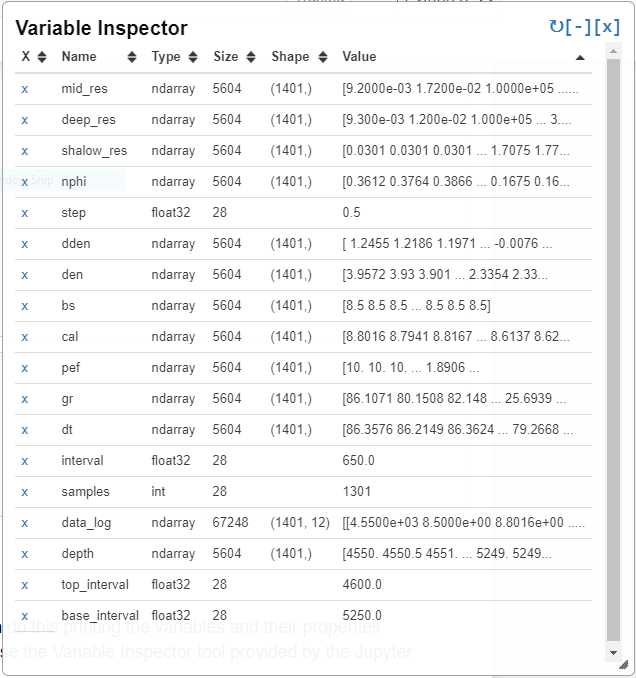 Variable Inspector ↻[-][x]
X Name Type Size Shape Value
x mid_res ndarray 5604 (1401,) [9.2000e-03 1.7200e-02 1.0000e+05 ......
x deep_res ndarray 5604 (1401,) [9.300e-03 1.200e-02 1.000e+05 ... 3....
x shalow_res ndarray 5604 (1401,) [0.0301 0.0301 0.0301 ... 1.7075 1.77...
x nphi ndarray 5604 (1401,) [0.3612 0.3764 0.3866 ... 0.1675 0.16...
x step float32 28 0.5
x dden ndarray 5604 (1401,) [ 1.2455 1.2186 1.1971 ... -0.0076 ...
x den ndarray 5604 (1401,) [3.9572 3.93 3.901 ... 2.3354 2.33...
x bs ndarray 5604 (1401,) [8.5 8.5 8.5 ... 8.5 8.5 8.5]
x cal ndarray 5604 (1401,) [8.8016 8.7941 8.8167 ... 8.6137 8.62...
x pef ndarray 5604 (1401,) [10. 10. 10. ... 1.8906 ...
x gr ndarray 5604 (1401,) [86.1071 80.1508 82.148 ... 25.6939 ...
x dt ndarray 5604 (1401,) [86.3576 86.2149 86.3624 ... 79.2668 ...
x interval float32 28 650.0
x samples int 28 1301
x data_log ndarray 67248 (1401, 12) [[4.5500e+03 8.5000e+00 8.8016e+00 .....
x depth ndarray 5604 (1401,) [4550. 4550.5 4551. ... 5249. 5249...
x top_interval float32 28 4600.0
x base_interval float32 28 5250.0
do this printing the variables and their properties
se the Variable Inspector tool provided by the Jupyter